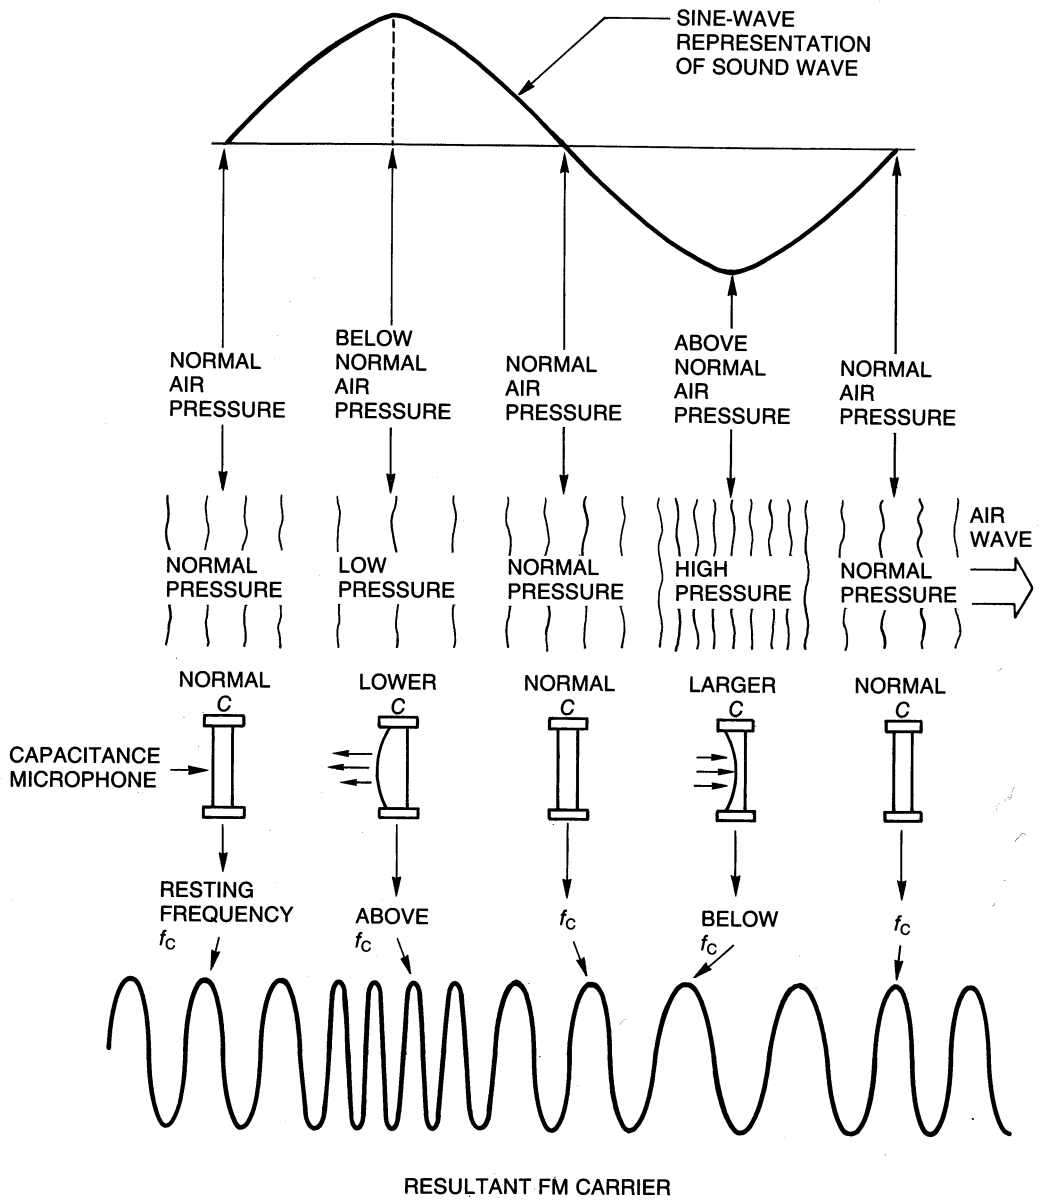 SINE-WAVE
REPRESENTATION
OF SOUND WAVE
NORMAL
AIR
PRESSURE
BELOW
NORMAL
AIR
PRESSURE
NORMAL
AIR
PRESSURE
ABOVE
NORMAL
AIR
PRESSURE
NORMAL
AIR
PRESSURE
NORMAL
PRESSURE
LOW
PRESSURE
NORMAL
PRESSURE
HIGH
PRESSURE
NORMAL
PRESSURE
AIR
WAVE
NORMAL
C
LOWER
C
NORMAL
C
LARGER
C
NORMAL
C
CAPACITANCE
MICROPHONE
RESTING
FREQUENCY
fC
ABOVE
fC
fC
BELOW
fC
fC
RESULTANT FM CARRIER